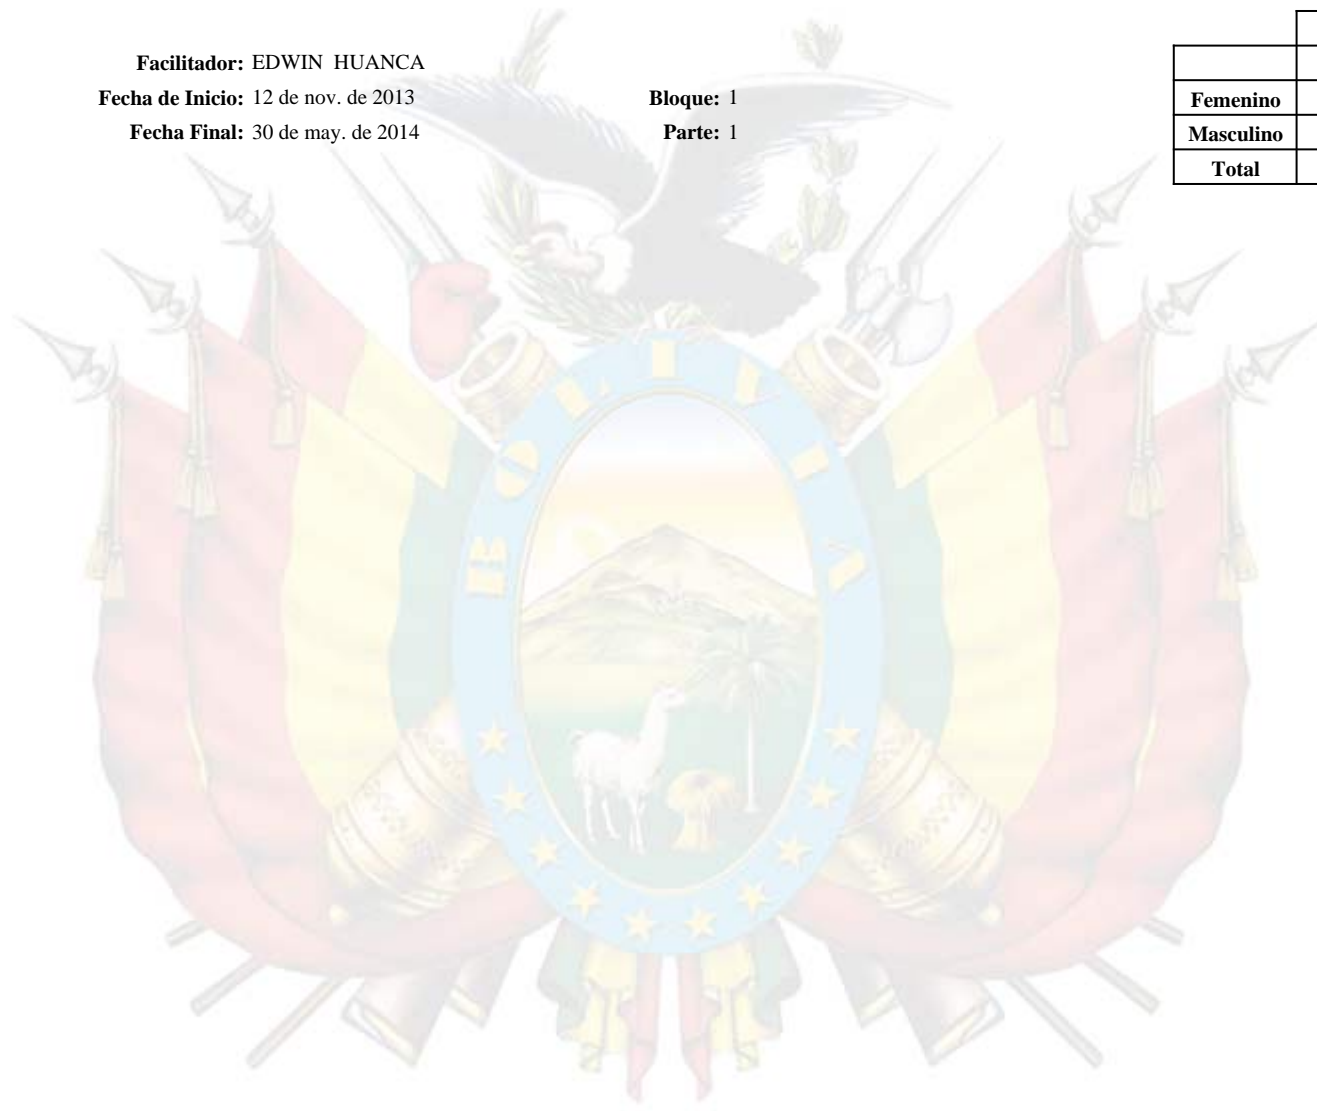 Facilitador: EDWIN HUANCA
Fecha de Inicio: 12 de nov. de 2013 Bloque: 1
Fecha Final: 30 de may. de 2014 Parte: 1
Femenino
Masculino
Total
BOLIVIA